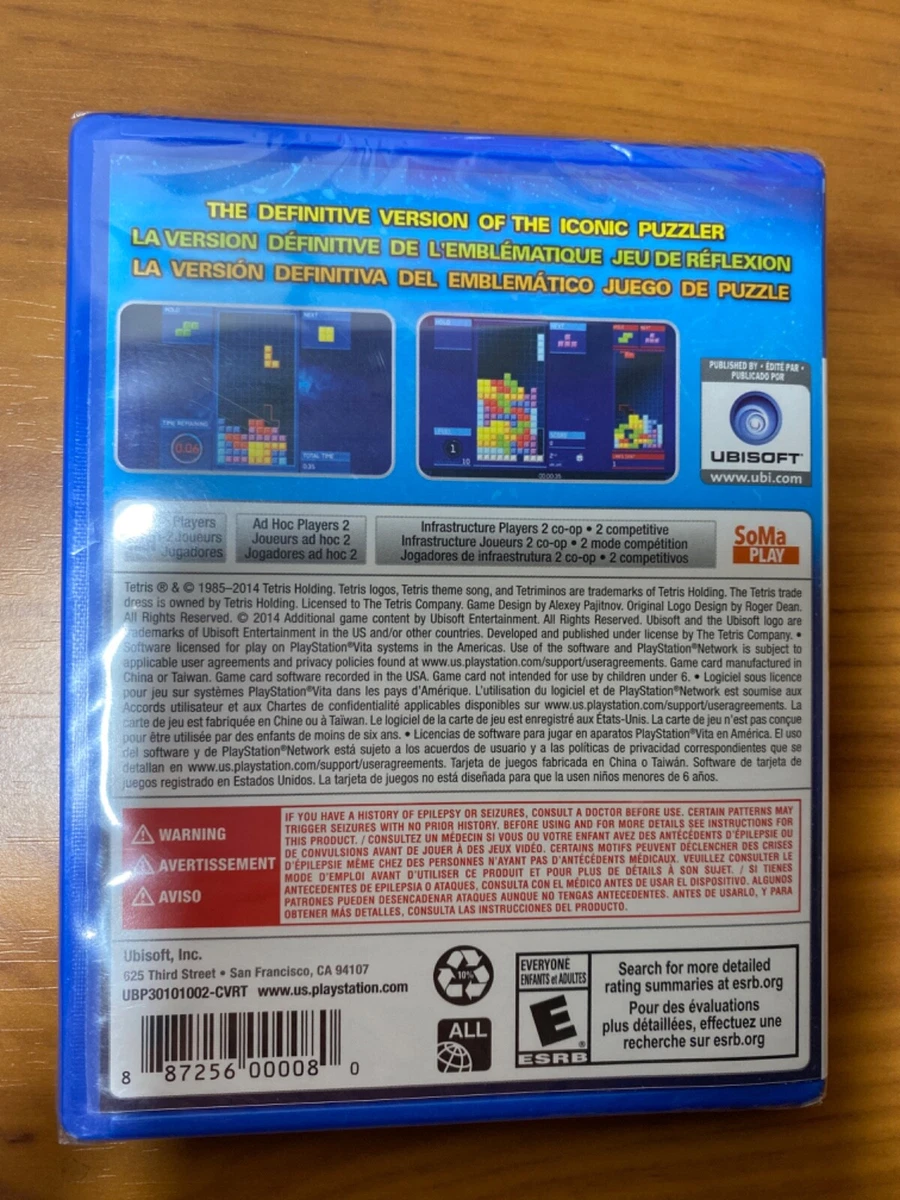 THE DEFINITIVE VERSION OF THE ICONIC PUZZLER
LA VERSION DÉFINITIVE DE L'EMBLÉMATIQUE JEU DE RÉFLEXION
LA VERSIÓN DEFINITIVA DEL EMBLEMÁTICO JUEGO DE PUZZLE
HOLD
NEXT
TIME REMAINING
0.06
TOTAL TIME
HOLD
NEXT
HOLD NEXT
LEVEL
1
10
SCORE
1
PUBLISHED BY • ÉDITÉ PAR •
PUBLICADO POR
UBISOFT
www.ubi.com
Players
Joueurs
Jugadores
Ad Hoc Players 2
Joueurs ad hoc 2
Jogadores ad hoc 2
Infrastructure Players 2 co-op • 2 competitive
Infrastructure Joueurs 2 co-op • 2 mode compétition
Jogadores de infraestrutura 2 co-op • 2 competitivos
SoMa
PLAY
Tetris ® & © 1985–2014 Tetris Holding. Tetris logos, Tetris theme song, and Tetriminos are trademarks of Tetris Holding. The Tetris trade
dress is owned by Tetris Holding. Licensed to The Tetris Company. Game Design by Alexey Pajitnov. Original Logo Design by Roger Dean.
All Rights Reserved. © 2014 Additional game content by Ubisoft Entertainment. All Rights Reserved. Ubisoft and the Ubisoft logo are
trademarks of Ubisoft Entertainment in the US and/or other countries. Developed and published under license by The Tetris Company. •
Software licensed for play on PlayStation®Vita systems in the Americas. Use of the software and PlayStation®Network is subject to
applicable user agreements and privacy policies found at www.us.playstation.com/support/useragreements. Game card manufactured in
China or Taiwan. Game card software recorded in the USA. Game card not intended for use by children under 6. • Logiciel sous licence
pour jeu sur systèmes PlayStation®Vita dans les pays d'Amérique. L'utilisation du logiciel et de PlayStation®Network est soumise aux
Accords utilisateur et aux Chartes de confidentialité applicables disponibles sur www.us.playstation.com/support/useragreements. La
carte de jeu est fabriquée en Chine ou à Taïwan. Le logiciel de la carte de jeu est enregistré aux États-Unis. La carte de jeu n'est pas conçue
pour être utilisée par des enfants de moins de six ans. • Licencias de software para jugar en aparatos PlayStation®Vita en América. El uso
del software y de PlayStation®Network está sujeto a los acuerdos de usuario y a las políticas de privacidad correspondientes que se
detallan en www.us.playstation.com/support/useragreements. Tarjeta de juegos fabricada en China o Taiwán. Software de tarjeta de
juegos registrado en Estados Unidos. La tarjeta de juegos no está diseñada para que la usen niños menores de 6 años.
WARNING
AVERTISSEMENT
AVISO
IF YOU HAVE A HISTORY OF EPILEPSY OR SEIZURES, CONSULT A DOCTOR BEFORE USE. CERTAIN PATTERNS MAY
TRIGGER SEIZURES WITH NO PRIOR HISTORY. BEFORE USING AND FOR MORE DETAILS SEE INSTRUCTIONS FOR
THIS PRODUCT. / CONSULTEZ UN MÉDECIN SI VOUS OU VOTRE ENFANT AVEZ DES ANTÉCÉDENTS D'ÉPILEPSIE OU
DE CONVULSIONS AVANT DE JOUER À DES JEUX VIDÉO. CERTAINS MOTIFS PEUVENT DÉCLENCHER DES CRISES
D'ÉPILEPSIE MÊME CHEZ DES PERSONNES N'AYANT PAS D'ANTÉCÉDENTS MÉDICAUX. VEUILLEZ CONSULTER LE
MODE D'EMPLOI AVANT D'UTILISER CE PRODUIT ET POUR PLUS DE DÉTAILS À SON SUJET. / SI TIENES
ANTECEDENTES DE EPILEPSIA O ATAQUES, CONSULTA CON EL MÉDICO ANTES DE USAR EL DISPOSITIVO. ALGUNOS
PATRONES PUEDEN DESENCADENAR ATAQUES AUNQUE NO TENGAS ANTECEDENTES. ANTES DE USARLO, Y PARA
OBTENER MÁS DETALLES, CONSULTA LAS INSTRUCCIONES DEL PRODUCTO.
Ubisoft, Inc.
625 Third Street • San Francisco, CA 94107
UBP30101002-CVRT www.us.playstation.com
8 87256 00008 0
10%
ALL
EVERYONE
ENFANTS et ADULTES
E
ESRB
Search for more detailed
rating summaries at esrb.org
Pour des évaluations
plus détaillées, effectuez une
recherche sur esrb.org